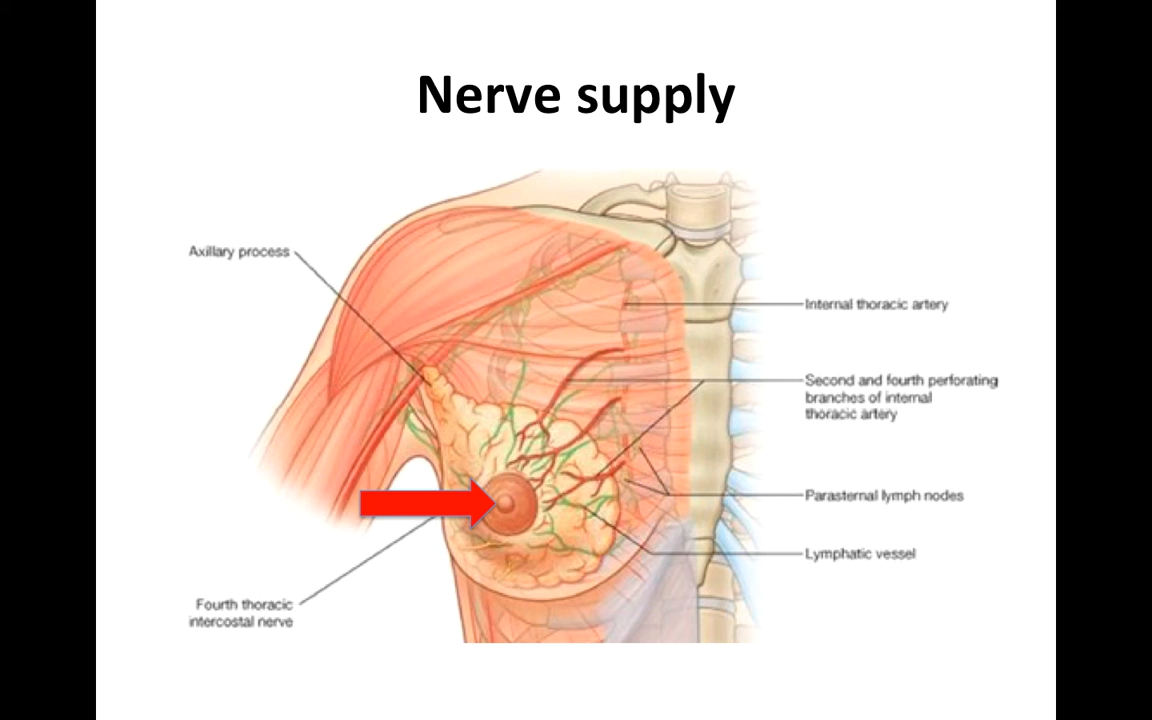 Nerve supply
Axillary process
Internal thoracic artery
Second and fourth perforating
branches of internal
thoracic artery
Parasternal lymph nodes
Lymphatic vessel
Fourth thoracic
intercostal nerve